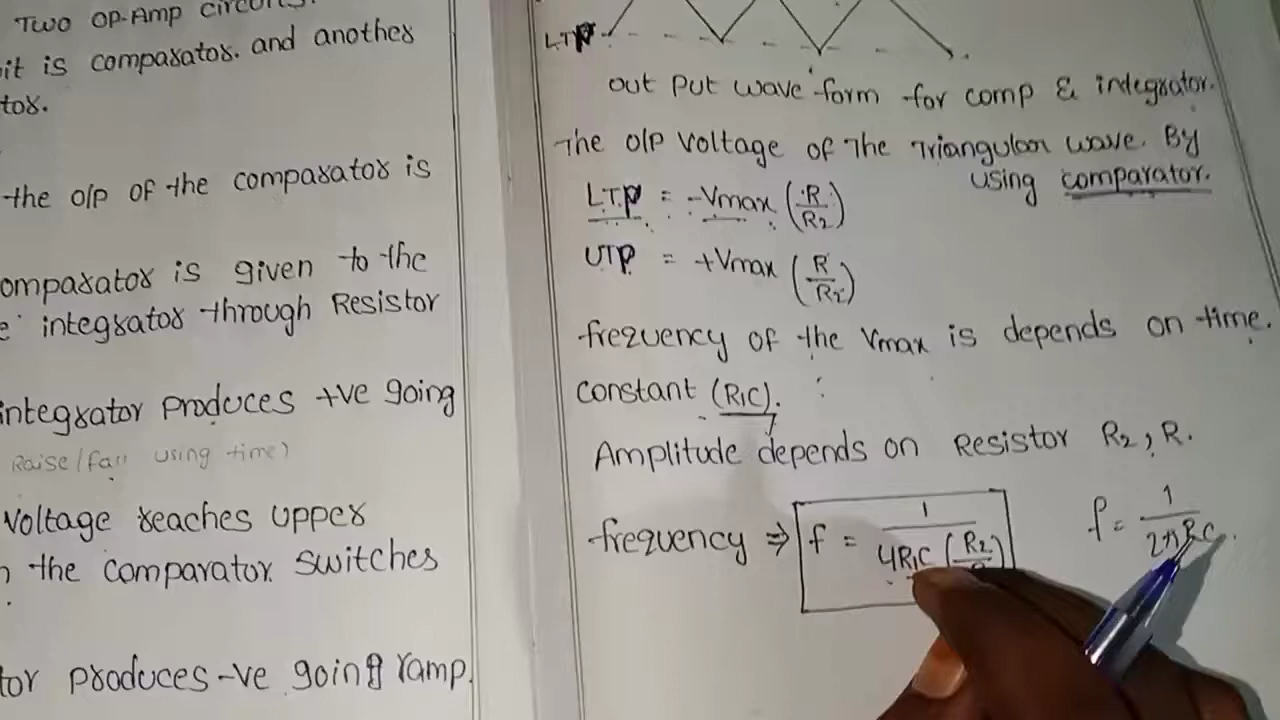 Two Op-Amp circuits.
it is comparator. and another
tor.
the o/p of the comparator is
omparator is given to the
e integrator through Resistor
integrator produces +ve going
Raise/fall using time)
voltage reaches upper
the comparator switches
tor produces -ve going ramp.
L.T.P
out put wave form for comp & integrator.
The o/p voltage of The Triangular wave. By
using comparator.
L.T.P = -Vmax (R/R2)
UTP = +Vmax (R/R2)
frequency of the Vmax is depends on time.
constant (R1C).
Amplitude depends on Resistor R2, R.
frequency ⇒ f = 1/4R1C (R2/
f = 1/2πRC.